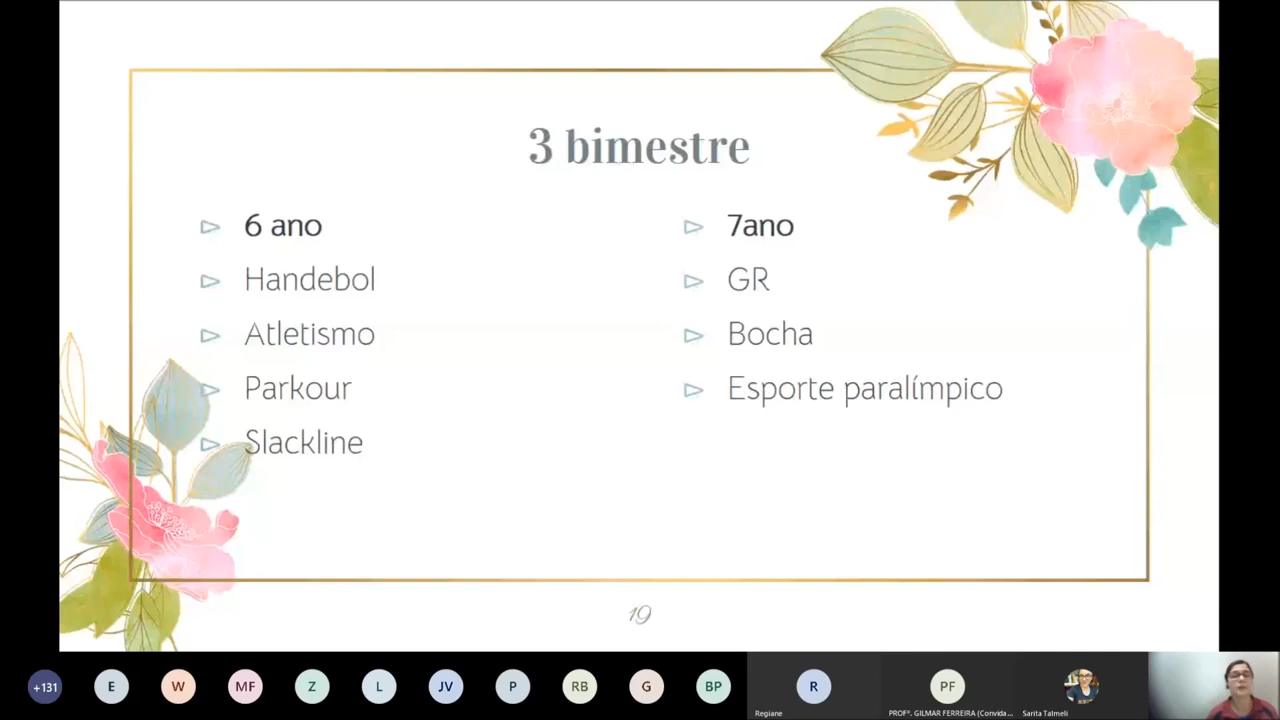 3 bimestre
6 ano
Handebol
Atletismo
Parkour
Slackline
7ano
GR
Bocha
Esporte paralímpico
19
+131
E
W
MF
Z
L
JV
P
RB
G
BP
R
Regiane
PF
PROFº. GILMAR FERREIRA (Convida...
Sarita Talmeli